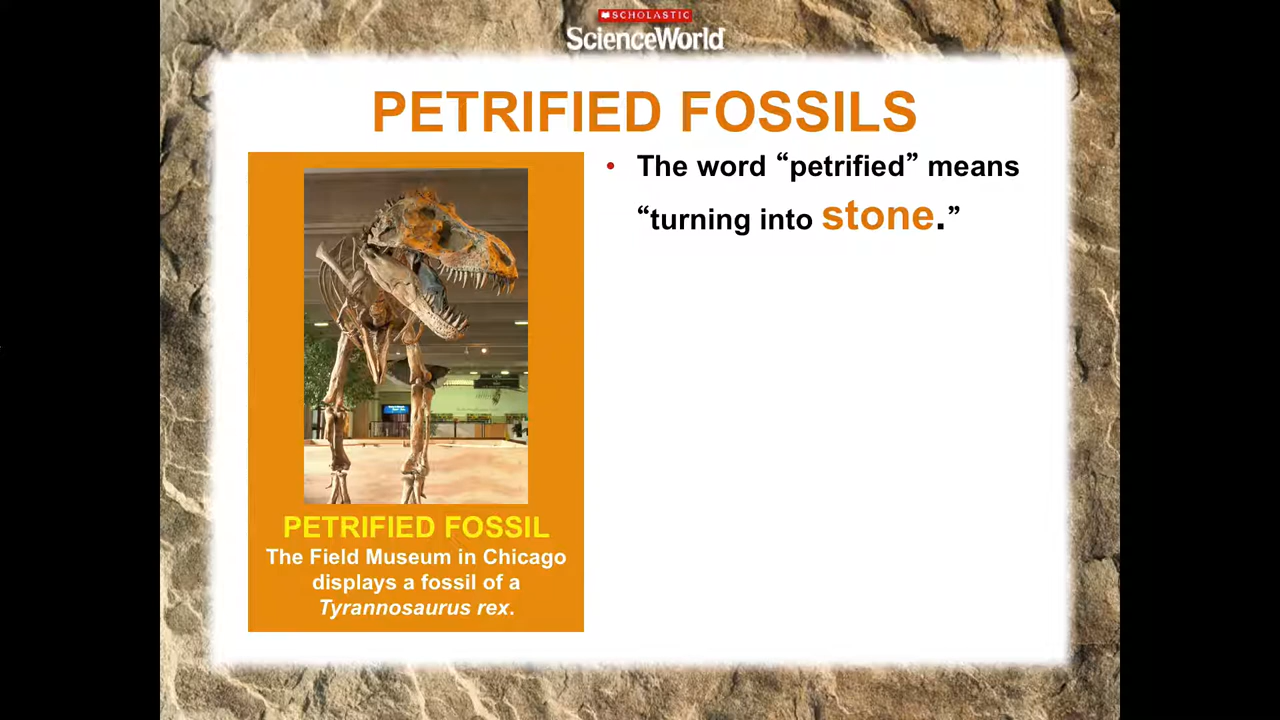 SCHOLASTIC
ScienceWorld
PETRIFIED FOSSILS
• The word “petrified” means
“turning into stone.”
PETRIFIED FOSSIL
The Field Museum in Chicago
displays a fossil of a
Tyrannosaurus rex.